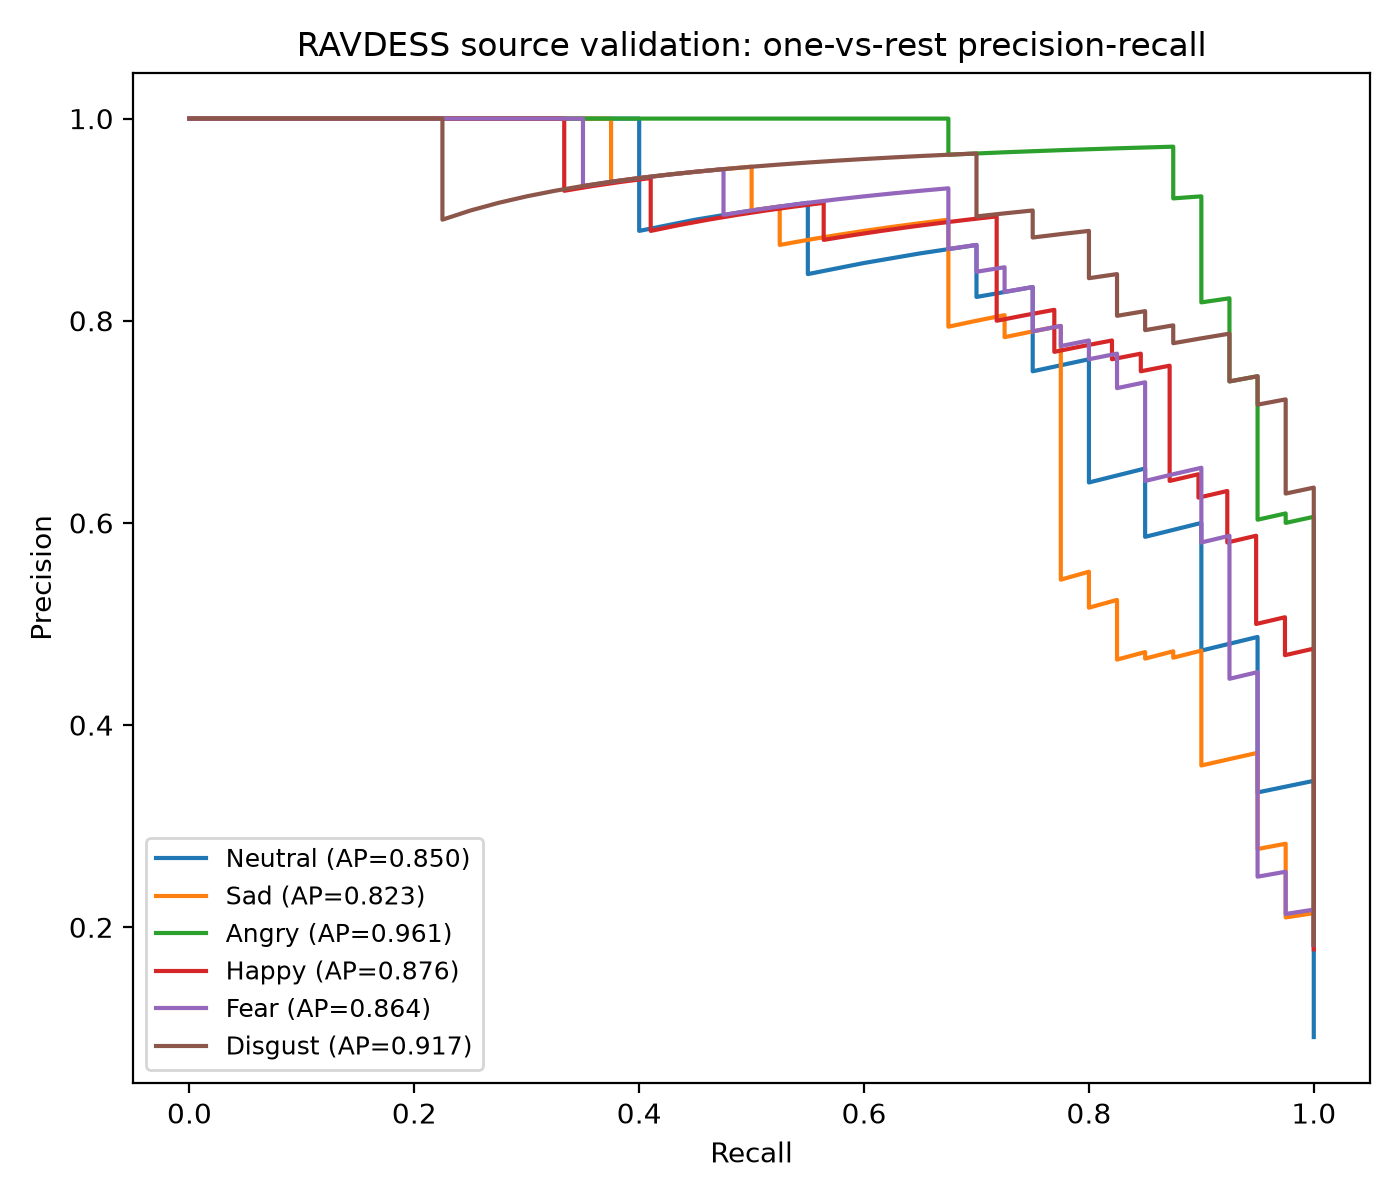 RAVDESS source validation: one-vs-rest precision-recall
1.0
0.8
0.6
0.4
0.2
Precision
Neutral (AP=0.850)
Sad (AP=0.823)
Angry (AP=0.961)
Happy (AP=0.876)
Fear (AP=0.864)
Disgust (AP=0.917)
0.0 0.2 0.4 0.6 0.8 1.0
Recall